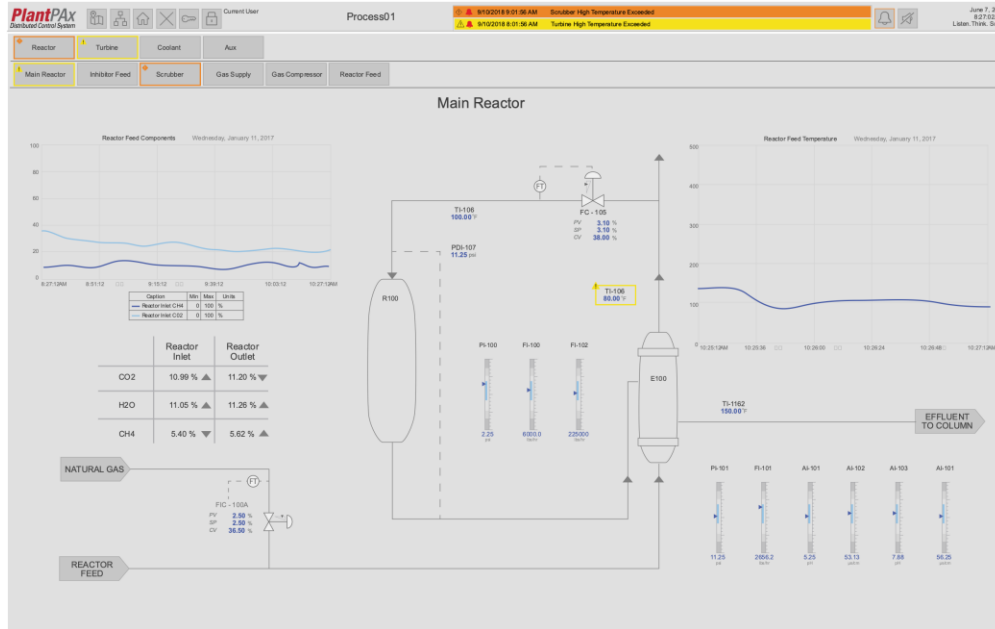 PlantPAx
Distributed Control System
Current User
Process01
9/10/2018 8:01:56 AM Scrubber High Temperature Exceeded
9/10/2018 8:01:56 AM Turbine High Temperature Exceeded
June 7, 2
8:27:02
Listen. Think. S
Reactor
Turbine
Coolant
Aux
Main Reactor
Inhibitor Feed
Scrubber
Gas Supply
Gas Compressor
Reactor Feed
Main Reactor
Reactor Feed Components Wednesday, January 11, 2017
100
80
60
40
20
0
8:27:12AM 8:51:12 9:15:12 9:39:12 10:03:12 10:27:12AM
Caption Min Max Units
Reactor Inlet CH4 0 100 %
Reactor Inlet CO2 0 100 %
Reactor Inlet
Reactor Outlet
CO2 10.99 % 11.20 %
H2O 11.05 % 11.26 %
CH4 5.40 % 5.62 %
NATURAL GAS
FT
FIC - 100A
PV 2.50 %
SP 2.50 %
CV 36.50 %
REACTOR
FEED
FT
TI-106
100.00 °F
FC - 105
PV 3.10 %
SP 3.10 %
CV 38.00 %
PDI-107
11.25 psi
R100
TI-106
80.00 °F
PI-100 FI-100 FI-102
2.25 6000.0 225000
E100
TI-1162
150.00 °F
EFFLUENT
TO COLUMN
Reactor Feed Temperature Wednesday, January 11, 2017
500
400
300
200
100
0
10:25:12AM 10:25:36 10:26:00 10:26:24 10:26:48 10:27:12AM
PI-101 FI-101 AI-101 AI-102 AI-103 AI-101
11.25 2656.2 5.25 53.13 7.88 56.25